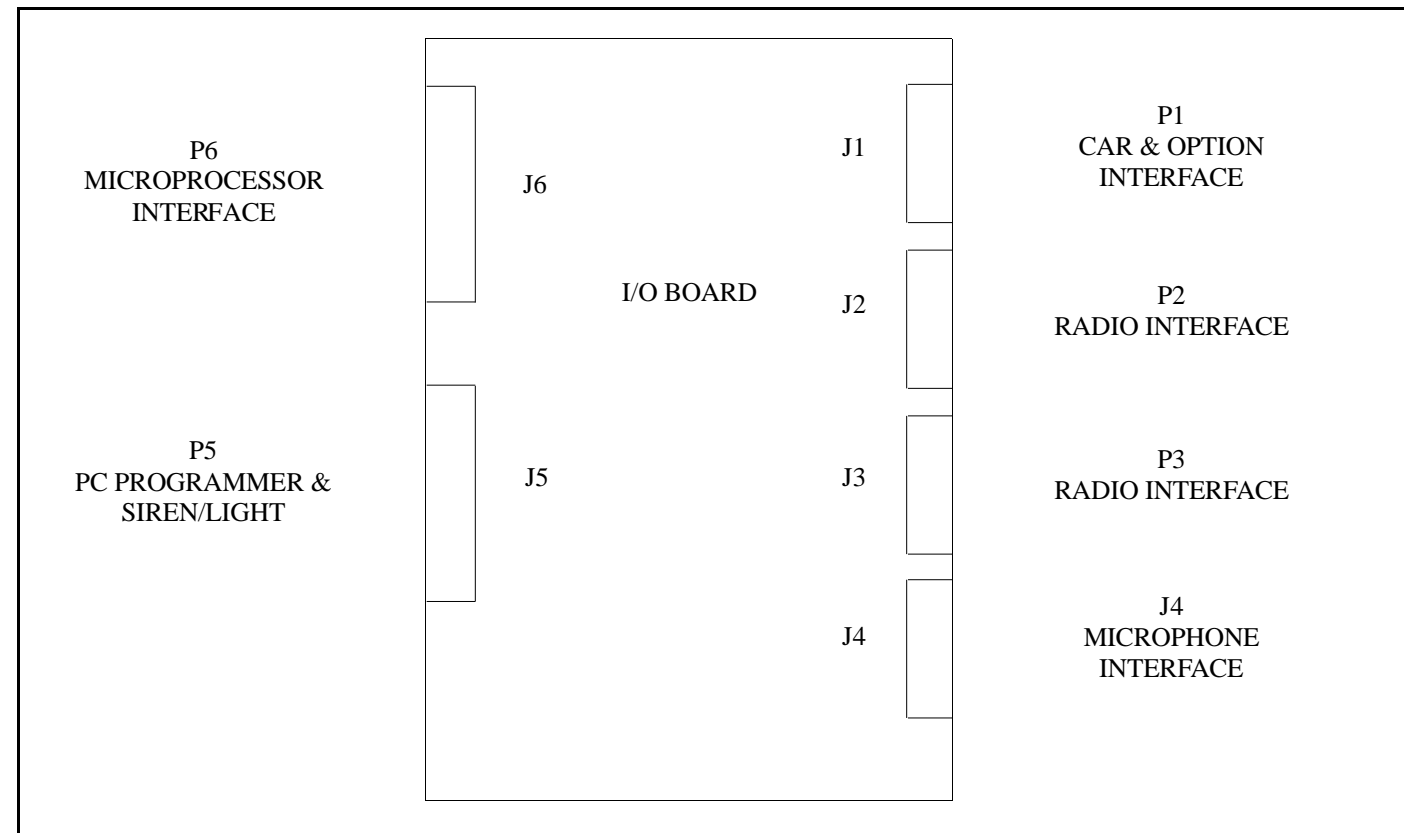 P6
MICROPROCESSOR
INTERFACE
P5
PC PROGRAMMER &
SIREN/LIGHT
J6
J5
I/O BOARD
J1
J2
J3
J4
P1
CAR & OPTION
INTERFACE
P2
RADIO INTERFACE
P3
RADIO INTERFACE
J4
MICROPHONE
INTERFACE